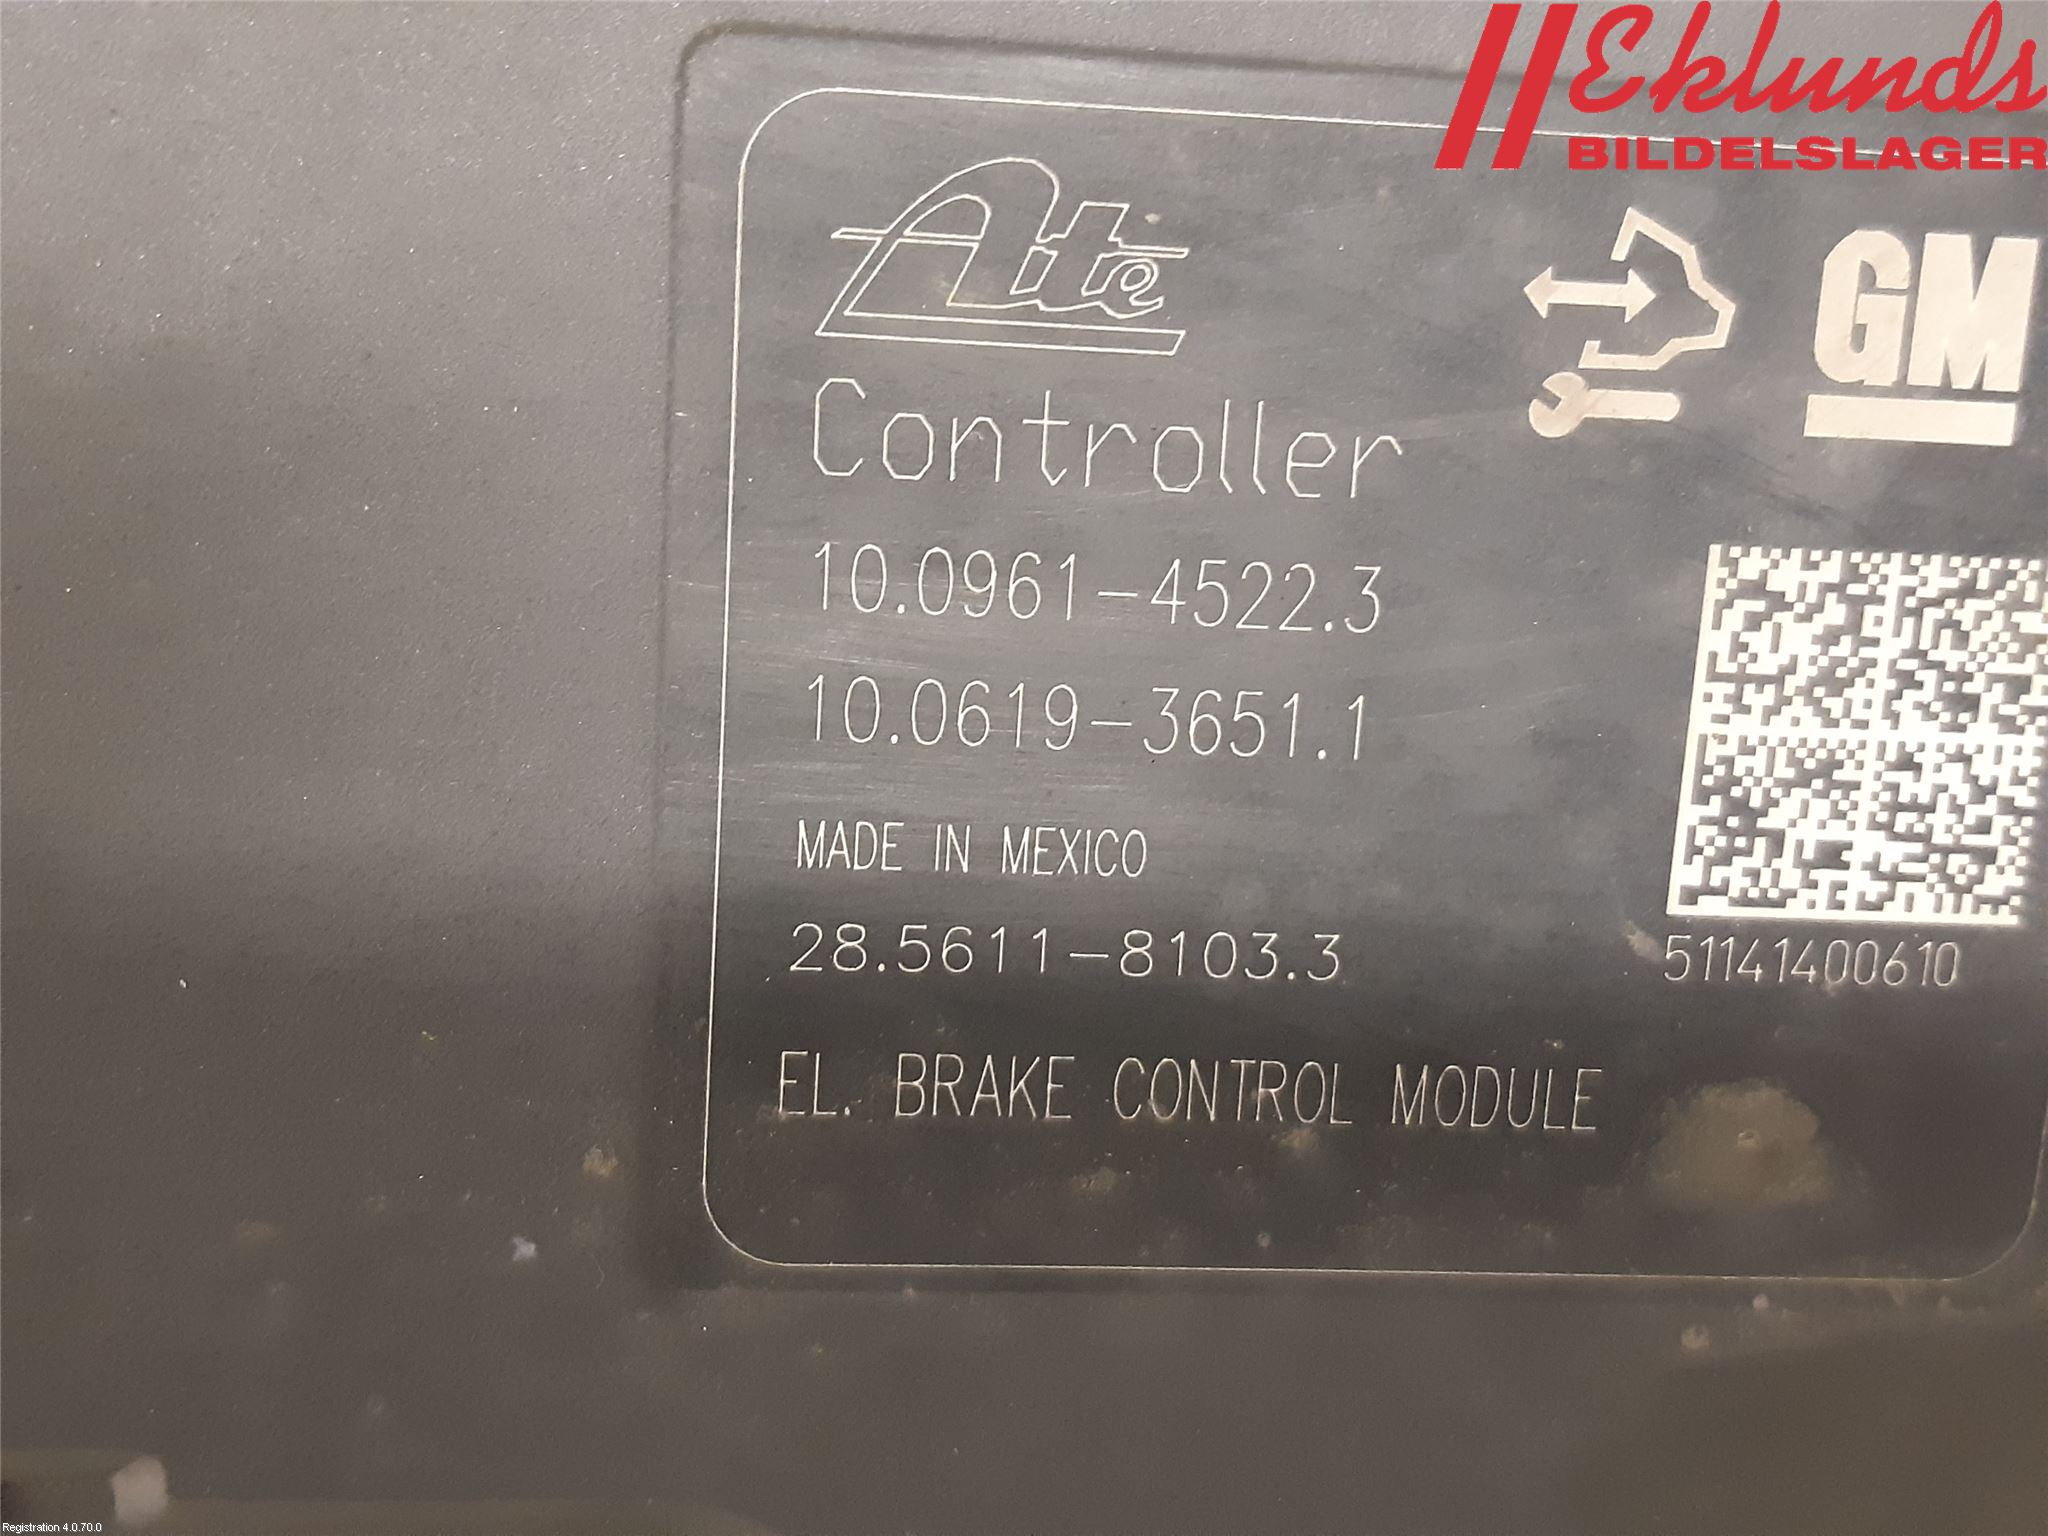 Eklunds
BILDELSLAGER
Ate
GM
Controller
10.0961-4522.3
10.0619-3651.1
MADE IN MEXICO
28.5611-8103.3
51141400610
EL. BRAKE CONTROL MODULE
Registration 4.0.70.0